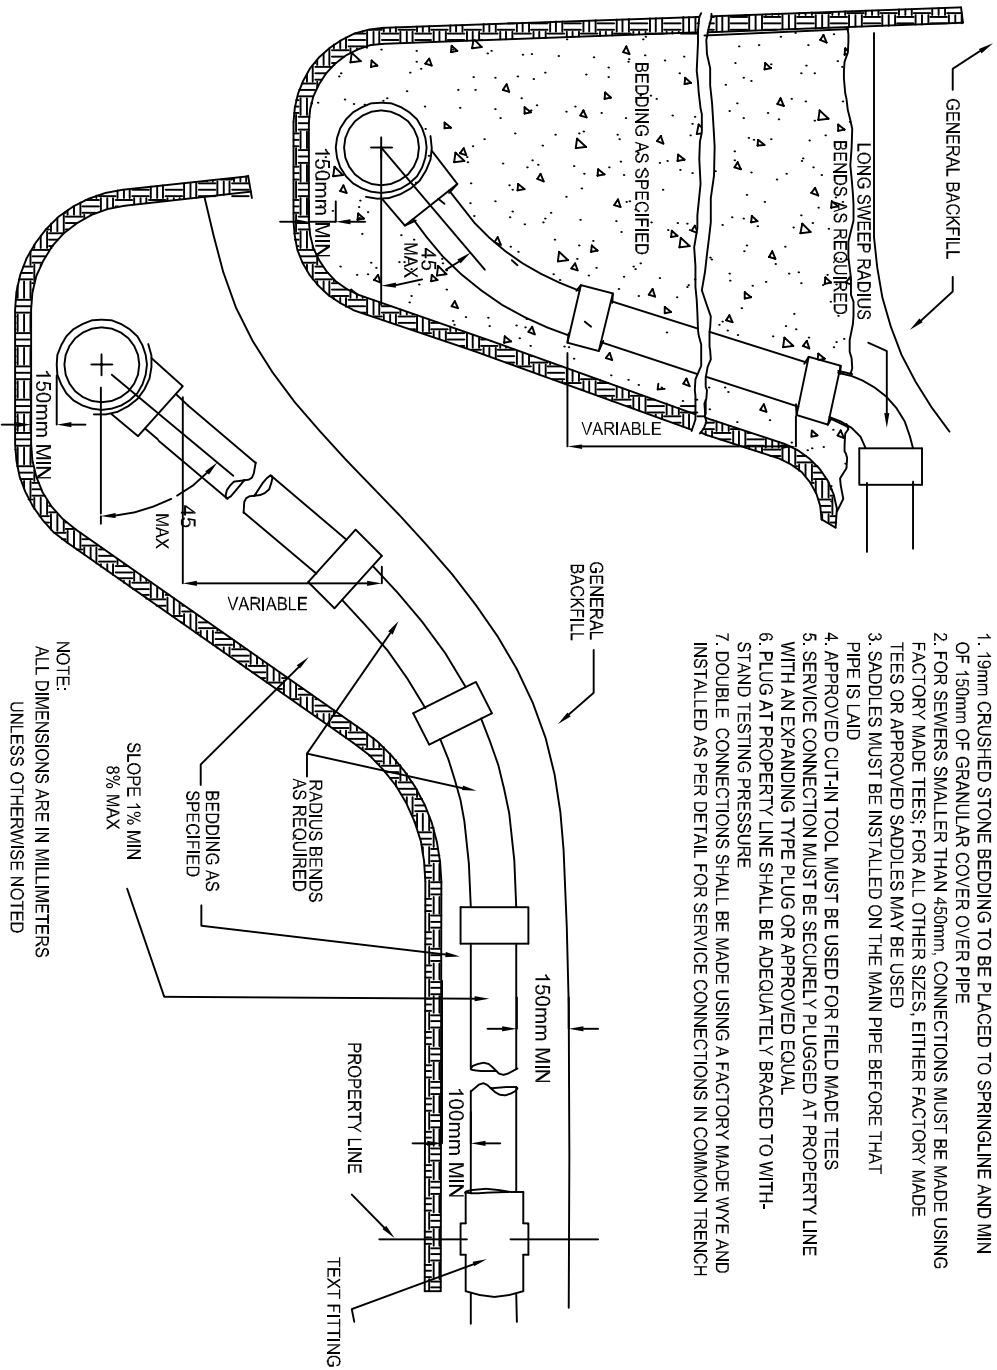 1. 19mm CRUSHED STONE BEDDING TO BE PLACED TO SPRINGLINE AND MIN
OF 150mm OF GRANULAR COVER OVER PIPE
2. FOR SEWERS SMALLER THAN 450mm, CONNECTIONS MUST BE MADE USING
FACTORY MADE TEES; FOR ALL OTHER SIZES, EITHER FACTORY MADE
TEES OR APPROVED SADDLES MAY BE USED
3. SADDLES MUST BE INSTALLED ON THE MAIN PIPE BEFORE THAT
PIPE IS LAID
4. APPROVED CUT-IN TOOL MUST BE USED FOR FIELD MADE TEES
5. SERVICE CONNECTION MUST BE SECURELY PLUGGED AT PROPERTY LINE
WITH AN EXPANDING TYPE PLUG OR APPROVED EQUAL
6. PLUG AT PROPERTY LINE SHALL BE ADEQUATELY BRACED TO WITH-
STAND TESTING PRESSURE
7. DOUBLE CONNECTIONS SHALL BE MADE USING A FACTORY MADE WYE AND
INSTALLED AS PER DETAIL FOR SERVICE CONNECTIONS IN COMMON TRENCH
GENERAL BACKFILL
LONG SWEEP RADIUS
BENDS AS REQUIRED
BEDDING AS SPECIFIED
VARIABLE
45
MAX
150mm MIN
GENERAL
BACKFILL
150mm MIN
100mm MIN
VARIABLE
45
MAX
150mm MIN
RADIUS BENDS
AS REQUIRED
BEDDING AS
SPECIFIED
SLOPE 1% MIN
8% MAX
PROPERTY LINE
TEXT FITTING
NOTE:
ALL DIMENSIONS ARE IN MILLIMETERS
UNLESS OTHERWISE NOTED